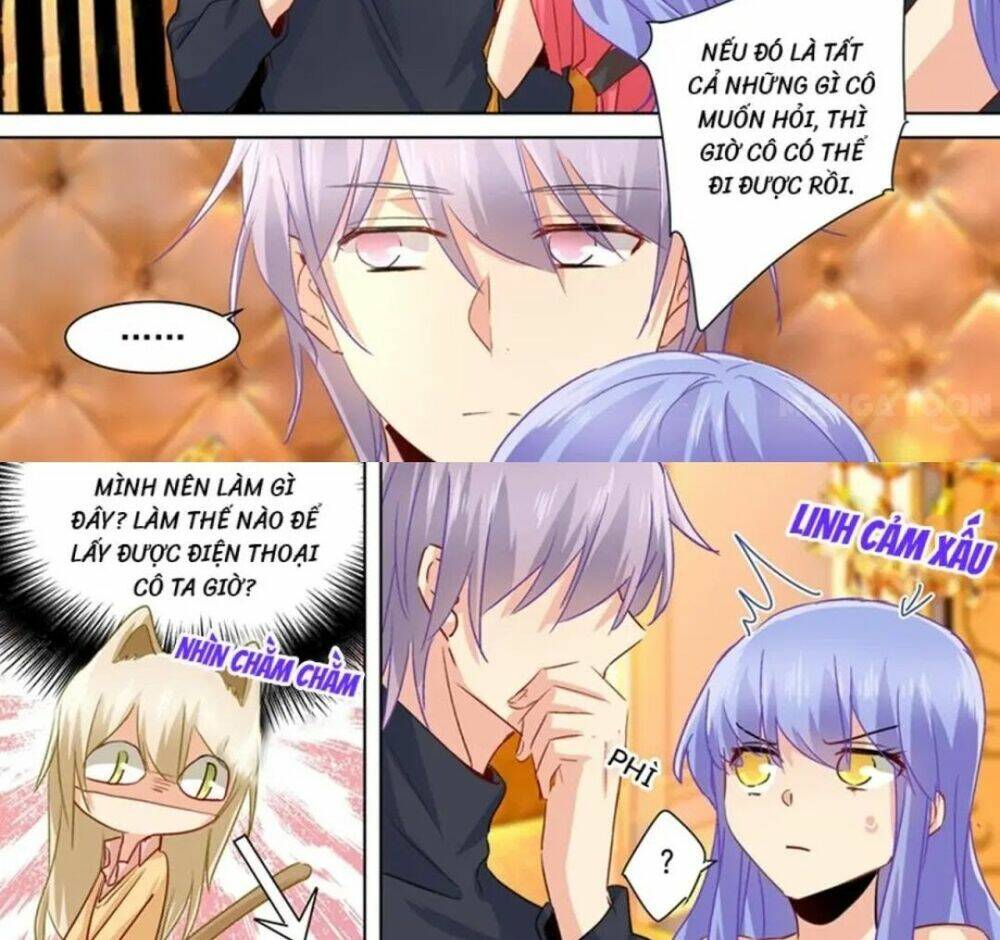 NẾU ĐÓ LÀ TẤT
CẢ NHỮNG GÌ CÔ
MUỐN HỎI, THÌ
GIỜ CÔ CÓ THỂ
ĐI ĐƯỢC RỒI.
......
MANGATOON
MÌNH NÊN LÀM GÌ
ĐÂY? LÀM THẾ NÀO ĐỂ
LẤY ĐƯỢC ĐIỆN THOẠI
CÔ TA GIỜ?
NHÌN CHẰM CHẰM
LINH CẢM XẤU
PHÌ
?